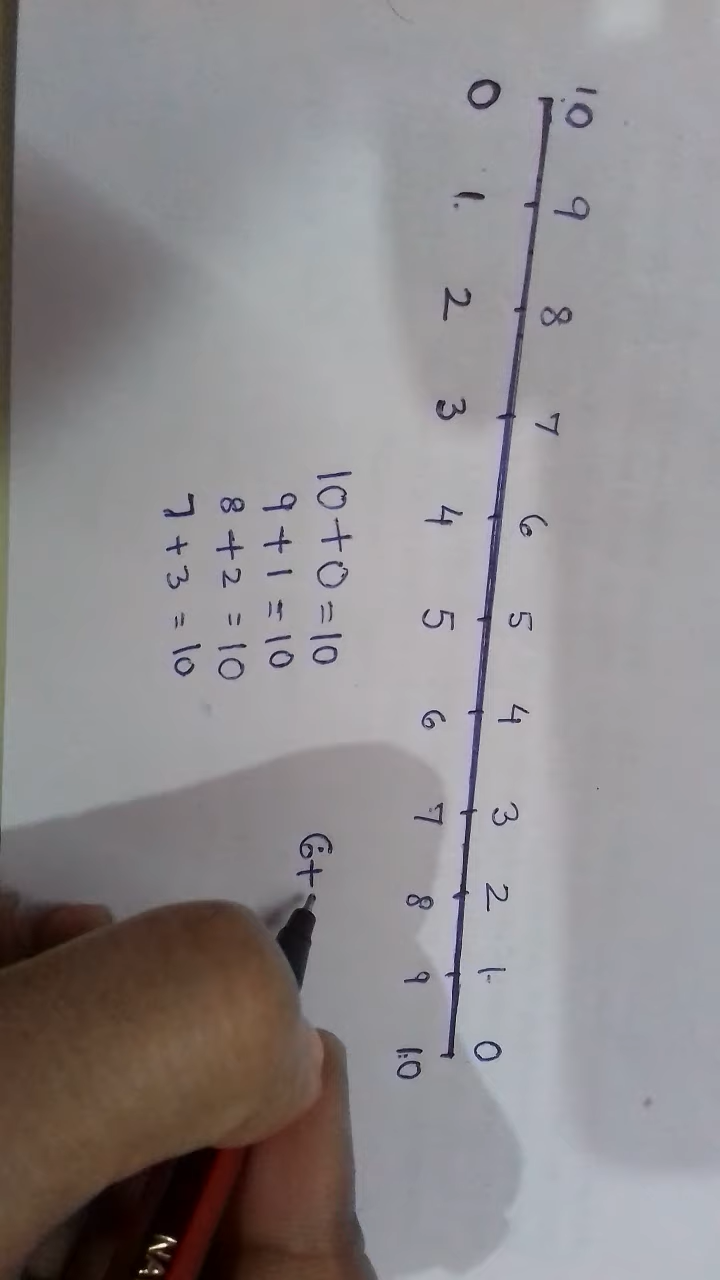 10 9 8 7 6 5 4 3 2 1 0
0 1 2 3 4 5 6 7 8 9 10
10 + 0 = 10
9 + 1 = 10
8 + 2 = 10
7 + 3 = 10
6+
NA